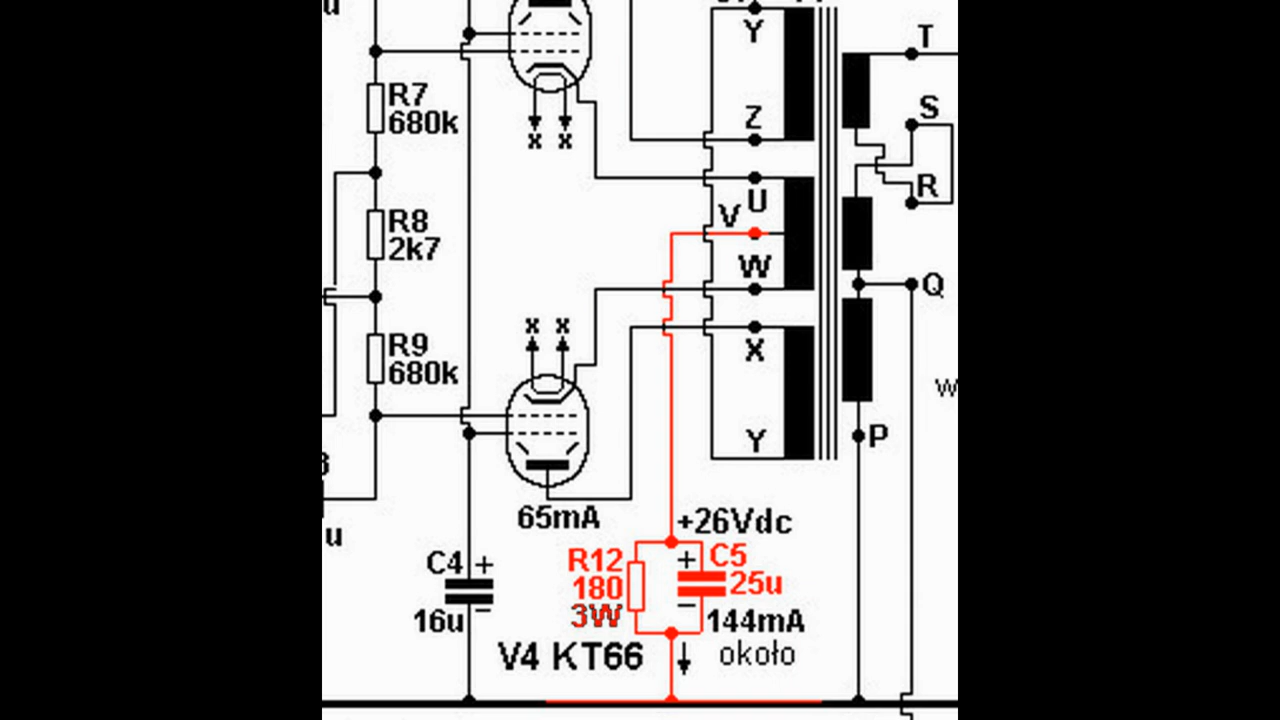 u
Y
T
R7
680k
Z
S
x x
U
R
R8
2k7
V
W
Q
x x
X
R9
680k
w
Y
P
65mA
+26Vdc
u
C4 +
R12
180
3W
+
C5
25u
16u
−
−
144mA
około
V4 KT66